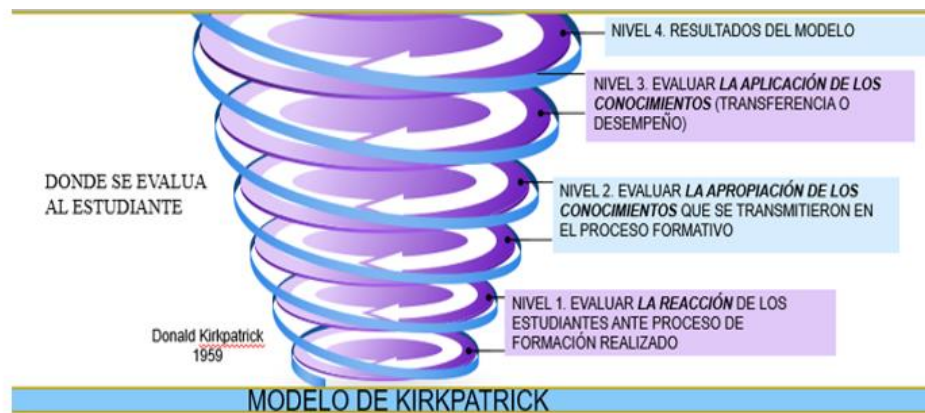 NIVEL 4. RESULTADOS DEL MODELO
NIVEL 3. EVALUAR LA APLICACIÓN DE LOS
CONOCIMIENTOS (TRANSFERENCIA O
DESEMPEÑO)
DONDE SE EVALUA
AL ESTUDIANTE
NIVEL 2. EVALUAR LA APROPIACIÓN DE LOS
CONOCIMIENTOS QUE SE TRANSMITIERON EN
EL PROCESO FORMATIVO
NIVEL 1. EVALUAR LA REACCIÓN DE LOS
ESTUDIANTES ANTE PROCESO DE
FORMACIÓN REALIZADO
Donald Kirkpatrick
1959
MODELO DE KIRKPATRICK